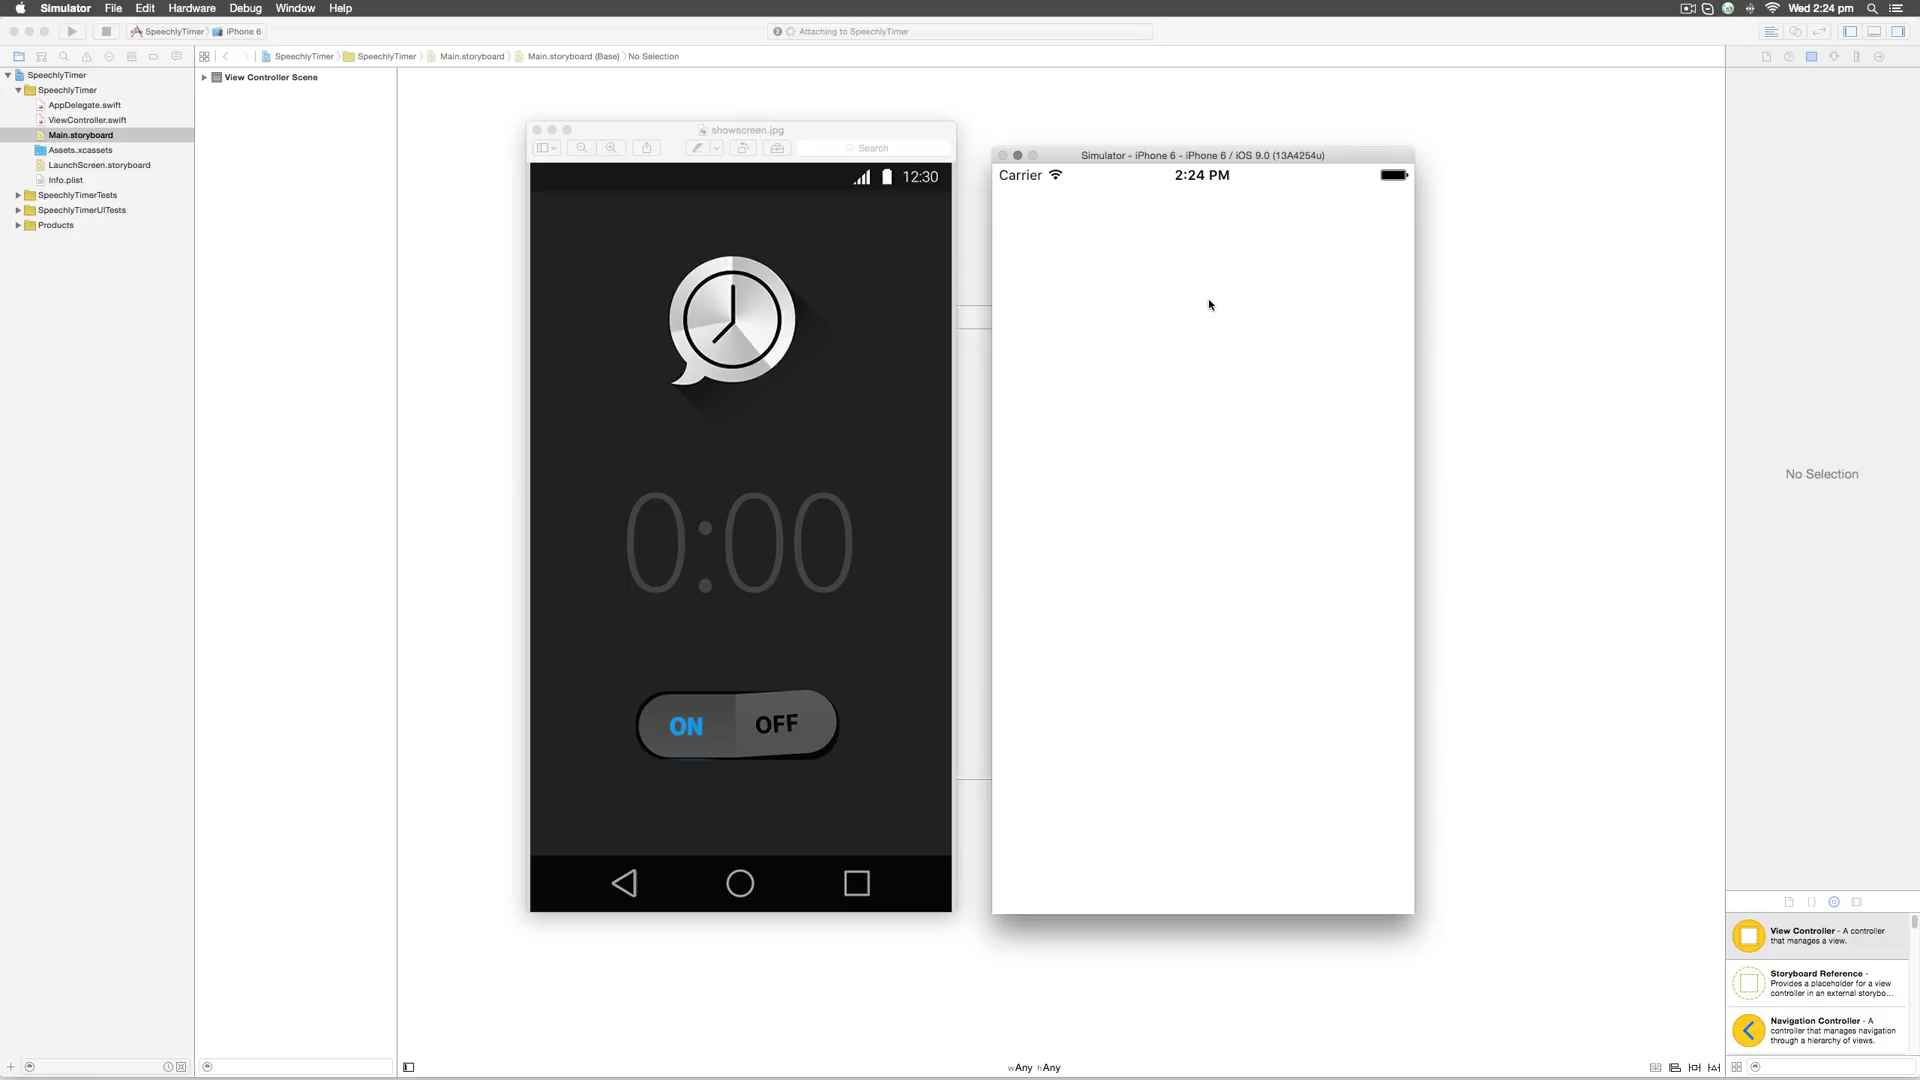 Simulator File Edit Hardware Debug Window Help
Wed 2:24 pm
SpeechlyTimer iPhone 6
2 Attaching to SpeechlyTimer
SpeechlyTimer SpeechlyTimer Main.storyboard Main.storyboard (Base) No Selection
SpeechlyTimer
SpeechlyTimer
AppDelegate.swift
ViewController.swift
Main.storyboard
Assets.xcassets
LaunchScreen.storyboard
Info.plist
SpeechlyTimerTests
SpeechlyTimerUITests
Products
View Controller Scene
showscreen.jpg
Search
12:30
0:00
ON OFF
Simulator - iPhone 6 - iPhone 6 / iOS 9.0 (13A4254u)
Carrier 2:24 PM
No Selection
View Controller - A controller
that manages a view.
Storyboard Reference -
Provides a placeholder for a view
controller in an external storybo...
Navigation Controller - A
controller that manages navigation
through a hierarchy of views.
wAny hAny